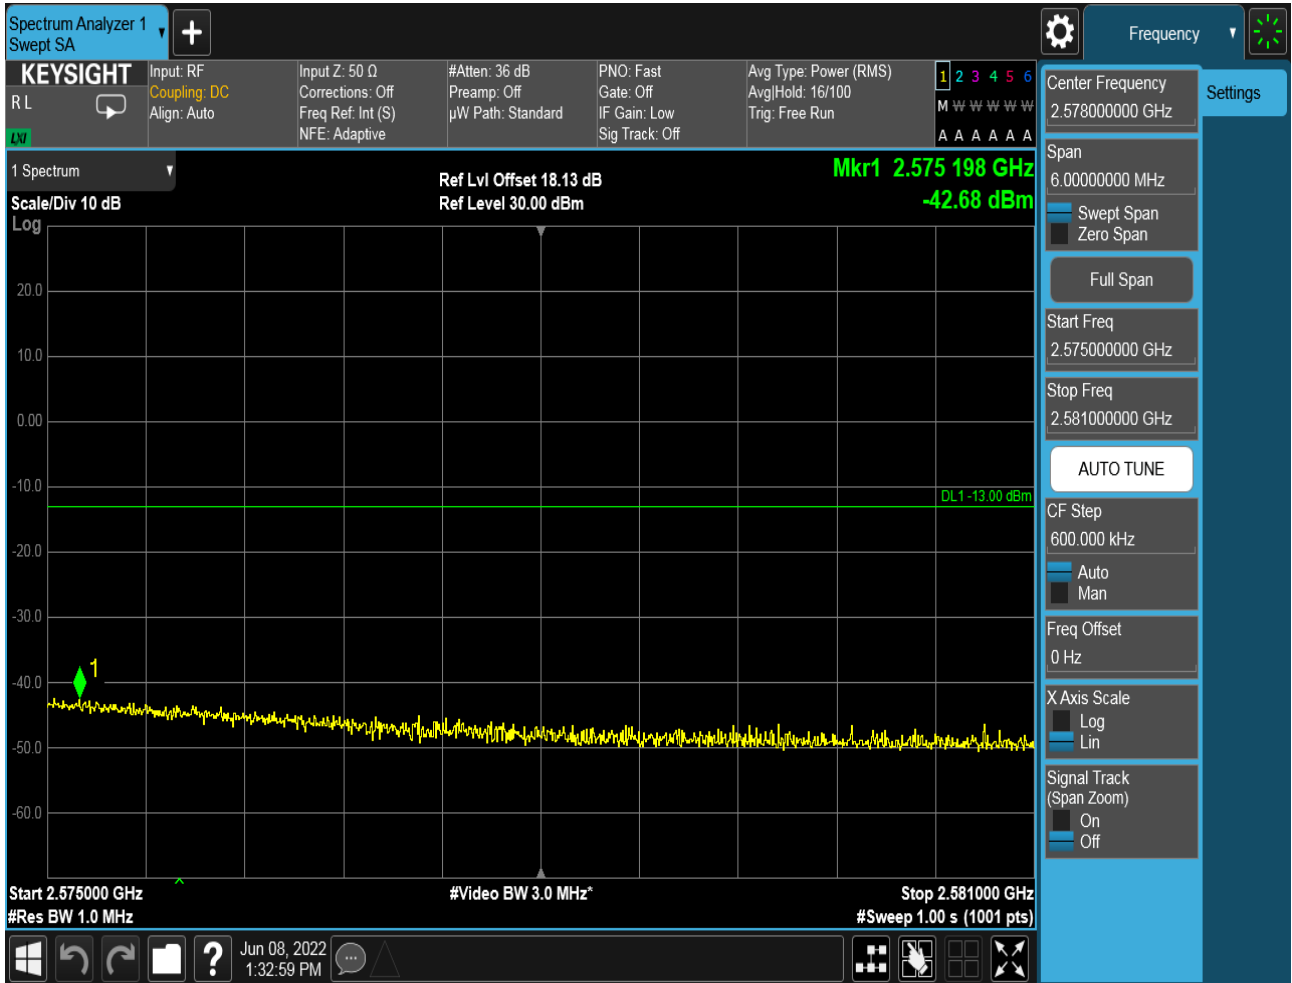 Spectrum Analyzer 1
Swept SA
Frequency
KEYSIGHT
R L
LXI
Input: RF
Coupling: DC
Align: Auto
Input Z: 50 Ω
Corrections: Off
Freq Ref: Int (S)
NFE: Adaptive
#Atten: 36 dB
Preamp: Off
µW Path: Standard
PNO: Fast
Gate: Off
IF Gain: Low
Sig Track: Off
Avg Type: Power (RMS)
Avg|Hold: 16/100
Trig: Free Run
1 2 3 4 5 6
M W W W W W
A A A A A A
1 Spectrum
Scale/Div 10 dB
Log
Ref Lvl Offset 18.13 dB
Ref Level 30.00 dBm
Mkr1 2.575 198 GHz
-42.68 dBm
20.0
10.0
0.00
-10.0
DL1 -13.00 dBm
-20.0
-30.0
1
-40.0
-50.0
-60.0
Start 2.575000 GHz
#Video BW 3.0 MHz*
Stop 2.581000 GHz
#Res BW 1.0 MHz
#Sweep 1.00 s (1001 pts)
?
Jun 08, 2022
1:32:59 PM
Center Frequency
2.578000000 GHz
Settings
Span
6.00000000 MHz
Swept Span
Zero Span
Full Span
Start Freq
2.575000000 GHz
Stop Freq
2.581000000 GHz
AUTO TUNE
CF Step
600.000 kHz
Auto
Man
Freq Offset
0 Hz
X Axis Scale
Log
Lin
Signal Track
(Span Zoom)
On
Off